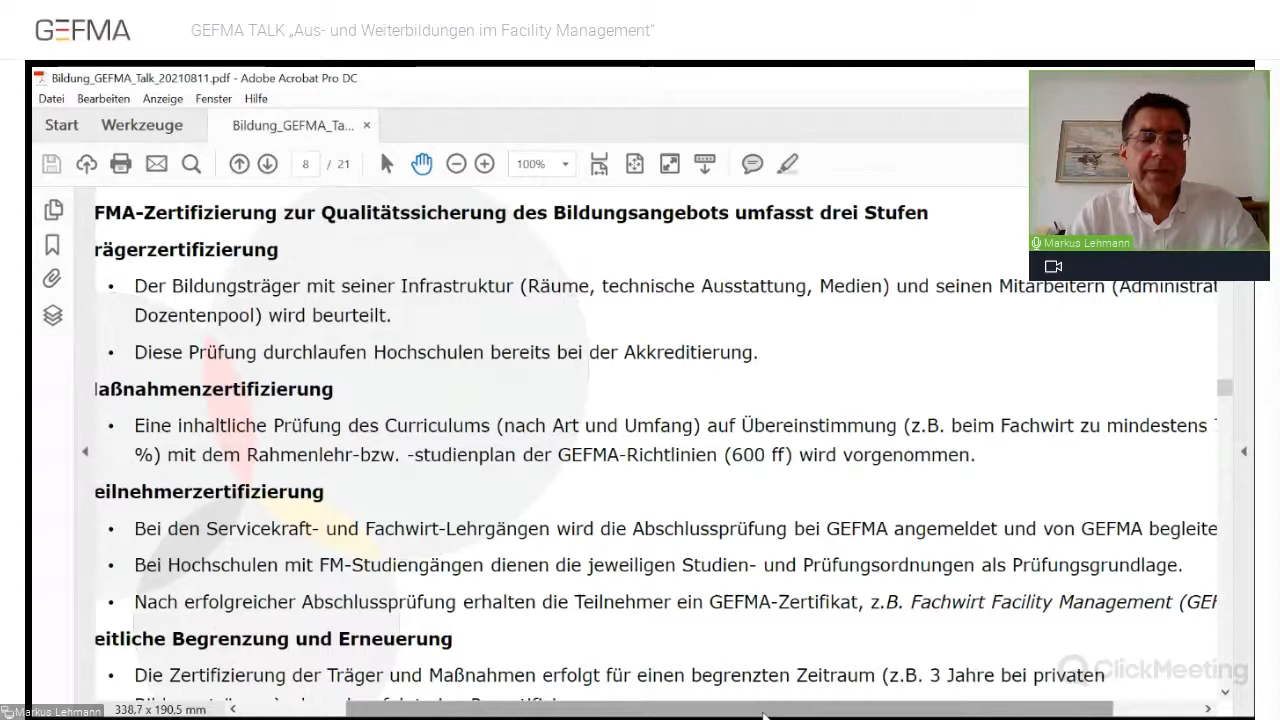 GEFMA
GEFMA TALK „Aus- und Weiterbildungen im Facility Management“
Bildung_GEFMA_Talk_20210811.pdf - Adobe Acrobat Pro DC
Datei Bearbeiten Anzeige Fenster Hilfe
Start Werkzeuge Bildung_GEFMA_Ta... ×
8 / 21 100%
FMA-Zertifizierung zur Qualitätssicherung des Bildungsangebots umfasst drei Stufen
rägerzertifizierung
• Der Bildungsträger mit seiner Infrastruktur (Räume, technische Ausstattung, Medien) und seinen Mitarbeitern (Administrat
Dozentenpool) wird beurteilt.
• Diese Prüfung durchlaufen Hochschulen bereits bei der Akkreditierung.
aßnahmenzertifizierung
• Eine inhaltliche Prüfung des Curriculums (nach Art und Umfang) auf Übereinstimmung (z.B. beim Fachwirt zu mindestens
%) mit dem Rahmenlehr-bzw. -studienplan der GEFMA-Richtlinien (600 ff) wird vorgenommen.
eilnehmerzertifizierung
• Bei den Servicekraft- und Fachwirt-Lehrgängen wird die Abschlussprüfung bei GEFMA angemeldet und von GEFMA begleite
• Bei Hochschulen mit FM-Studiengängen dienen die jeweiligen Studien- und Prüfungsordnungen als Prüfungsgrundlage.
• Nach erfolgreicher Abschlussprüfung erhalten die Teilnehmer ein GEFMA-Zertifikat, z.B. Fachwirt Facility Management (GEF
eitliche Begrenzung und Erneuerung
• Die Zertifizierung der Träger und Maßnahmen erfolgt für einen begrenzten Zeitraum (z.B. 3 Jahre bei privaten
Markus Lehmann
ClickMeeting
Markus Lehmann
338,7 x 190,5 mm